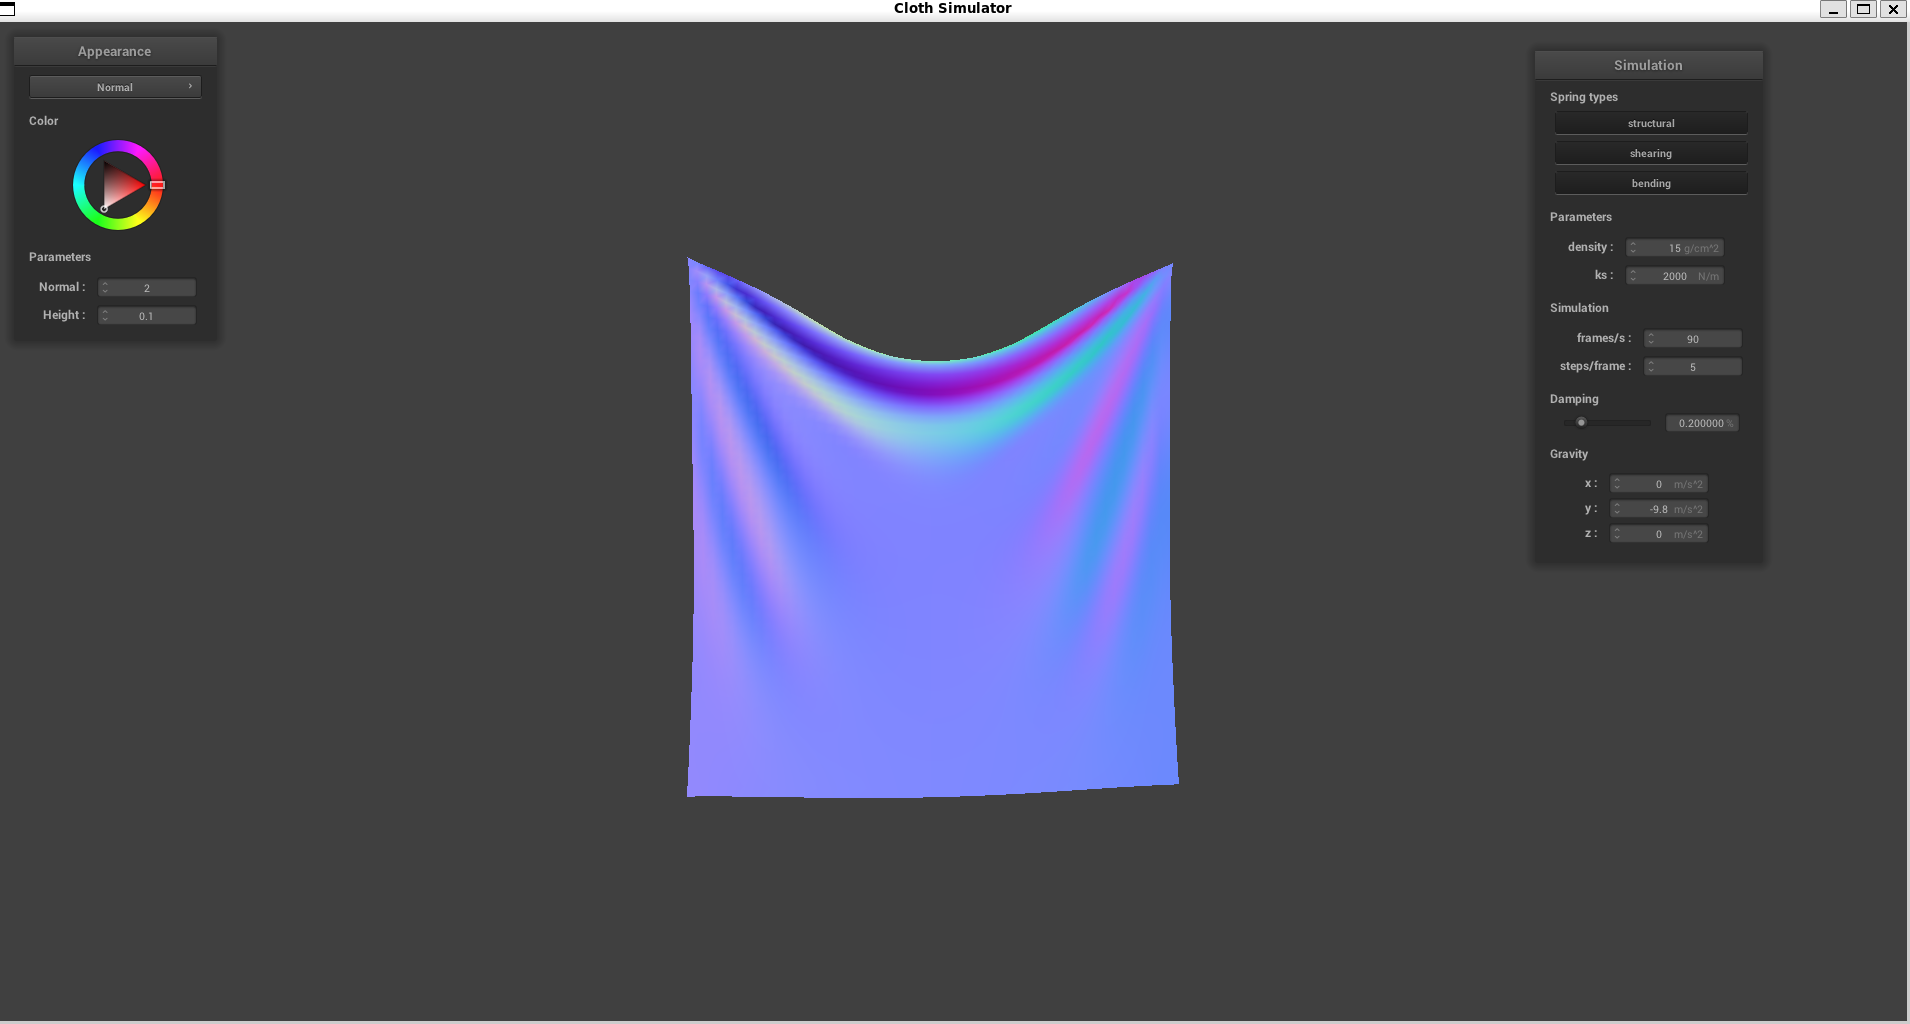 Cloth Simulator
Appearance
Normal
Color
Parameters
Normal : 2
Height : 0.1
Simulation
Spring types
structural
shearing
bending
Parameters
density : 15 g/cm^2
ks : 2000 N/m
Simulation
frames/s : 90
steps/frame : 5
Damping
0.200000 %
Gravity
x : 0 m/s^2
y : -9.8 m/s^2
z : 0 m/s^2